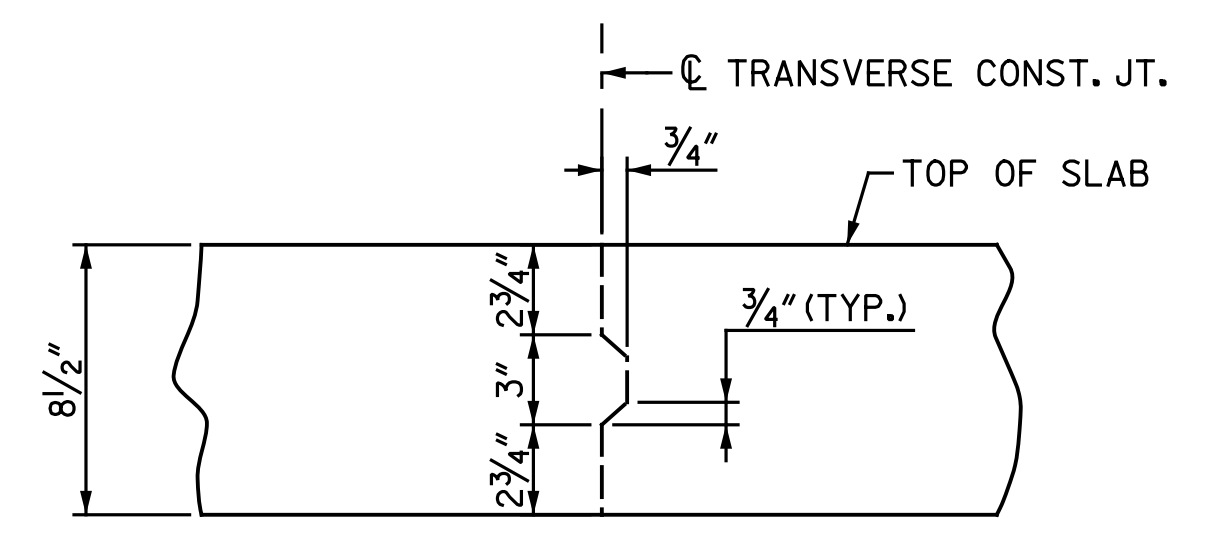 ℄ TRANSVERSE CONST. JT.
3/4"
TOP OF SLAB
2 3/4"
3/4" (TYP.)
8 1/2"
3"
2 3/4"